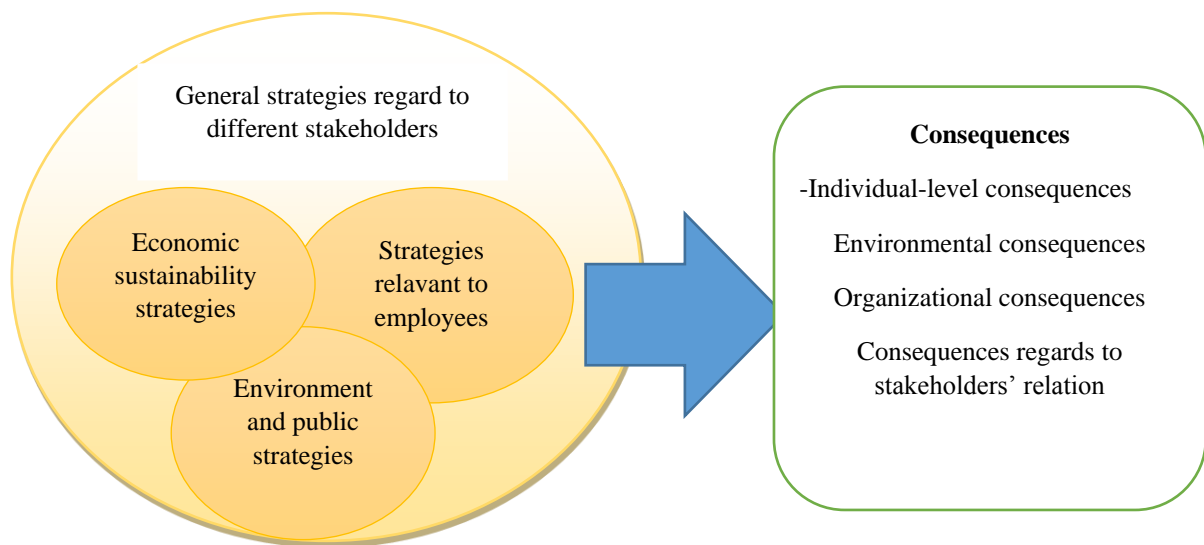 General strategies regard to
different stakeholders
Economic
sustainability
strategies
Strategies
relavant to
employees
Environment
and public
strategies
Consequences
-Individual-level consequences
Environmental consequences
Organizational consequences
Consequences regards to
stakeholders’ relation